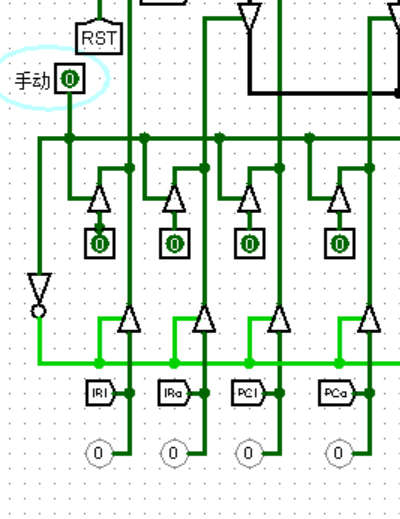 RST
手动 0
0 0 0 0
IRi IRo PCi PCo
0 0 0 0